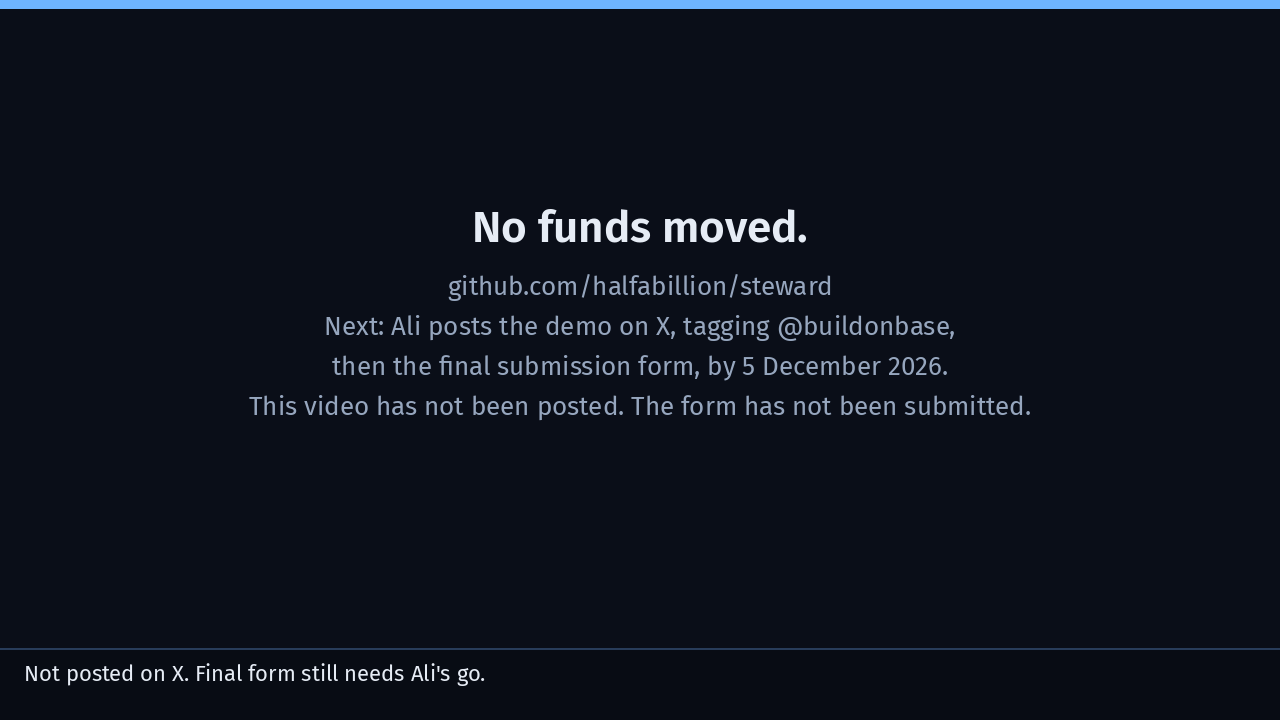 No funds moved.
github.com/halfabillion/steward
Next: Ali posts the demo on X, tagging @buildonbase,
then the final submission form, by 5 December 2026.
This video has not been posted. The form has not been submitted.
Not posted on X. Final form still needs Ali's go.